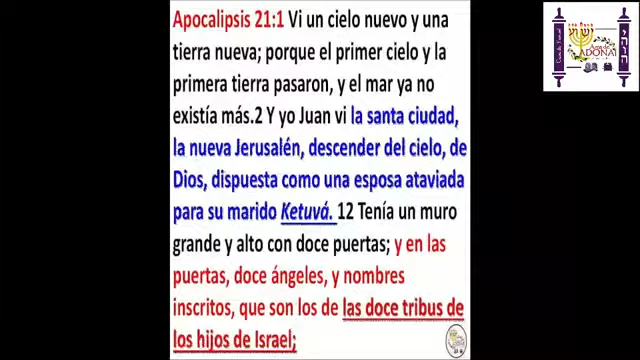 Apocalipsis 21:1 Vi un cielo nuevo y una
tierra nueva; porque el primer cielo y la
primera tierra pasaron, y el mar ya no
existía más.2 Y yo Juan vi la santa ciudad,
la nueva Jerusalén, descender del cielo, de
Dios, dispuesta como una esposa ataviada
para su marido Ketuvá. 12 Tenía un muro
grande y alto con doce puertas; y en las
puertas, doce ángeles, y nombres
inscritos, que son los de las doce tribus de
los hijos de Israel;
ADONAI